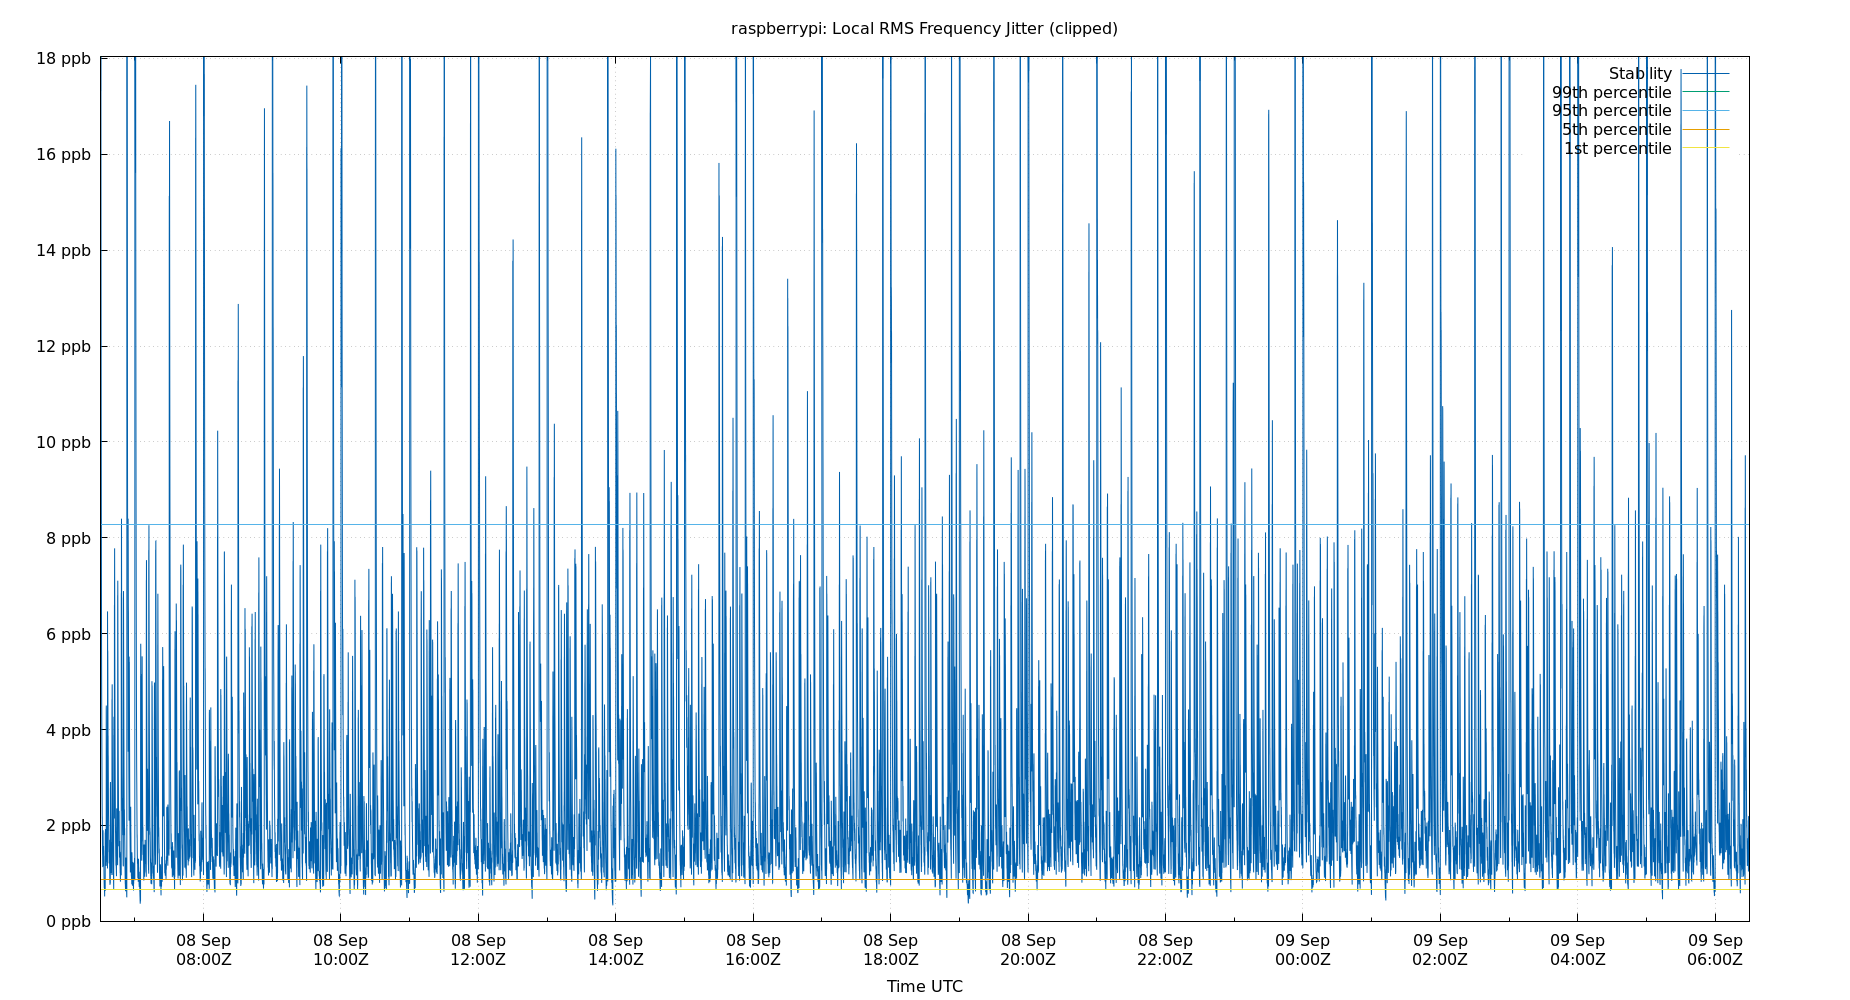 raspberrypi: Local RMS Frequency Jitter (clipped)
18 ppb
16 ppb
14 ppb
12 ppb
10 ppb
8 ppb
6 ppb
4 ppb
2 ppb
0 ppb
Stability
99th percentile
95th percentile
5th percentile
1st percentile
08 Sep
08:00Z
08 Sep
10:00Z
08 Sep
12:00Z
08 Sep
14:00Z
08 Sep
16:00Z
08 Sep
18:00Z
08 Sep
20:00Z
08 Sep
22:00Z
09 Sep
00:00Z
09 Sep
02:00Z
09 Sep
04:00Z
09 Sep
06:00Z
Time UTC